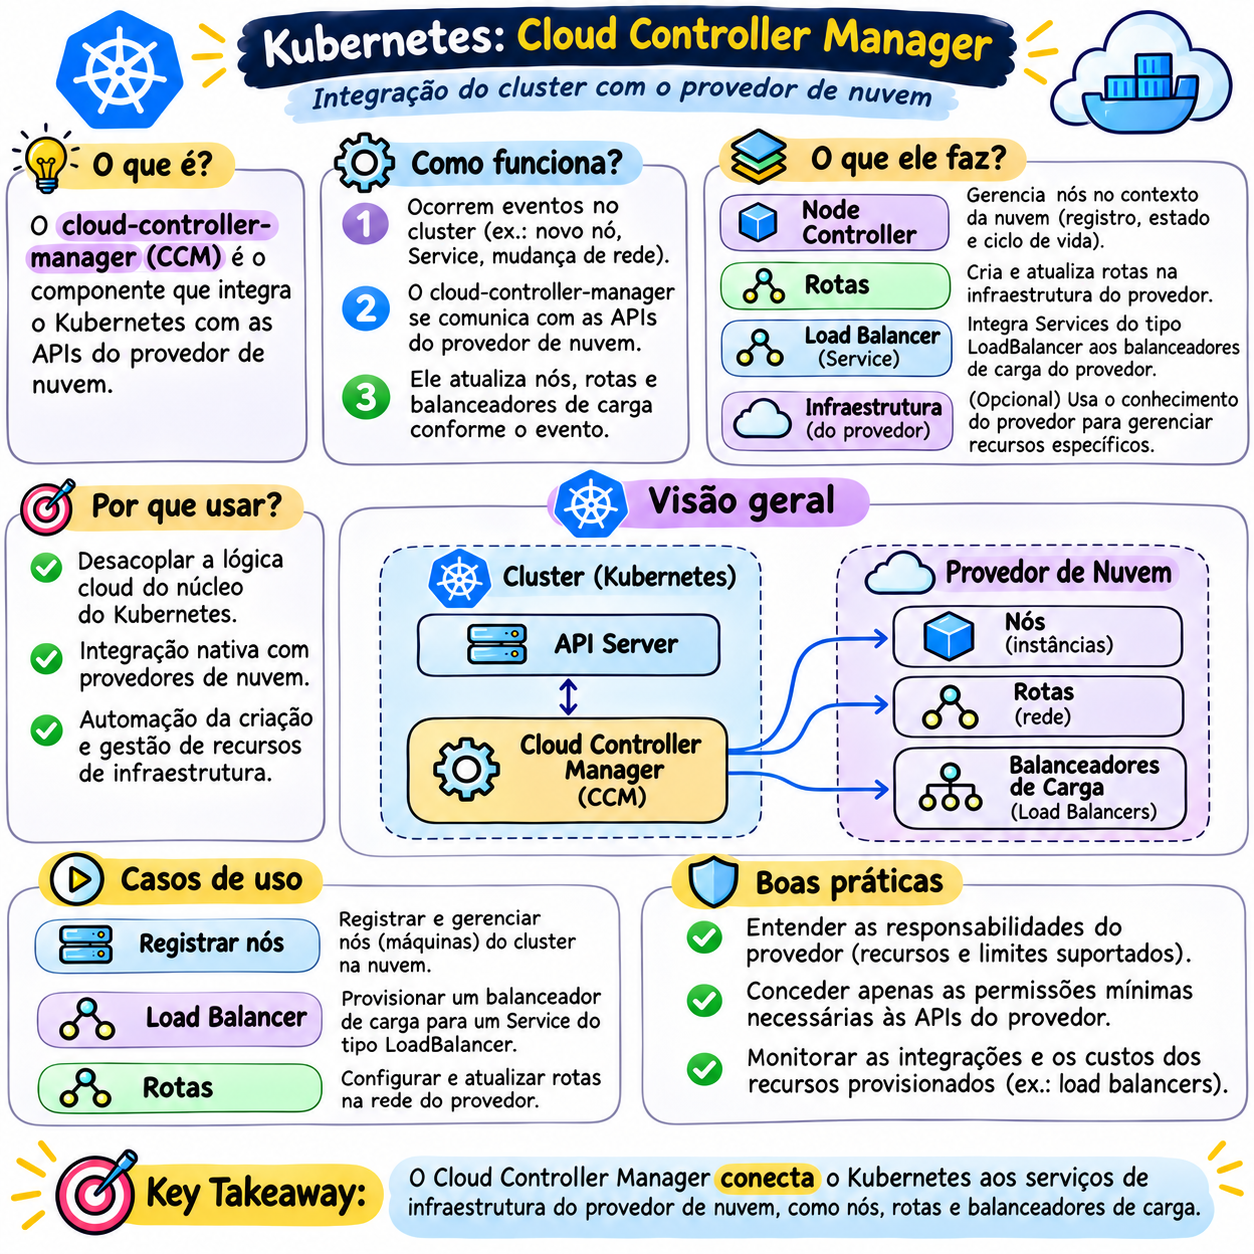 Kubernetes: Cloud Controller Manager
Integração do cluster com o provedor de nuvem
O que é?
O cloud-controller-
manager (CCM) é o
componente que integra
o Kubernetes com as
APIs do provedor de
nuvem.
Como funciona?
1
Ocorrem eventos no
cluster (ex.: novo nó,
Service, mudança de rede).
2
O cloud-controller-manager
se comunica com as APIs
do provedor de nuvem.
3
Ele atualiza nós, rotas e
balanceadores de carga
conforme o evento.
O que ele faz?
Node
Controller
Gerencia nós no contexto
da nuvem (registro, estado
e ciclo de vida).
Rotas
Cria e atualiza rotas na
infraestrutura do provedor.
Load Balancer
(Service)
Integra Services do tipo
LoadBalancer aos balanceadores
de carga do provedor.
Infraestrutura
(do provedor)
(Opcional) Usa o conhecimento
do provedor para gerenciar
recursos específicos.
Por que usar?
Desacoplar a lógica
cloud do núcleo
do Kubernetes.
Integração nativa com
provedores de nuvem.
Automação da criação
e gestão de recursos
de infraestrutura.
Visão geral
Cluster (Kubernetes)
API Server
Cloud Controller
Manager
(CCM)
Provedor de Nuvem
Nós
(instâncias)
Rotas
(rede)
Balanceadores
de Carga
(Load Balancers)
Casos de uso
Registrar nós
Registrar e gerenciar
nós (máquinas) do cluster
na nuvem.
Load Balancer
Provisionar um balanceador
de carga para um Service do
tipo LoadBalancer.
Rotas
Configurar e atualizar rotas
na rede do provedor.
Boas práticas
Entender as responsabilidades do
provedor (recursos e limites suportados).
Conceder apenas as permissões mínimas
necessárias às APIs do provedor.
Monitorar as integrações e os custos dos
recursos provisionados (ex.: load balancers).
Key Takeaway:
O Cloud Controller Manager conecta o Kubernetes aos serviços de
infraestrutura do provedor de nuvem, como nós, rotas e balanceadores de carga.